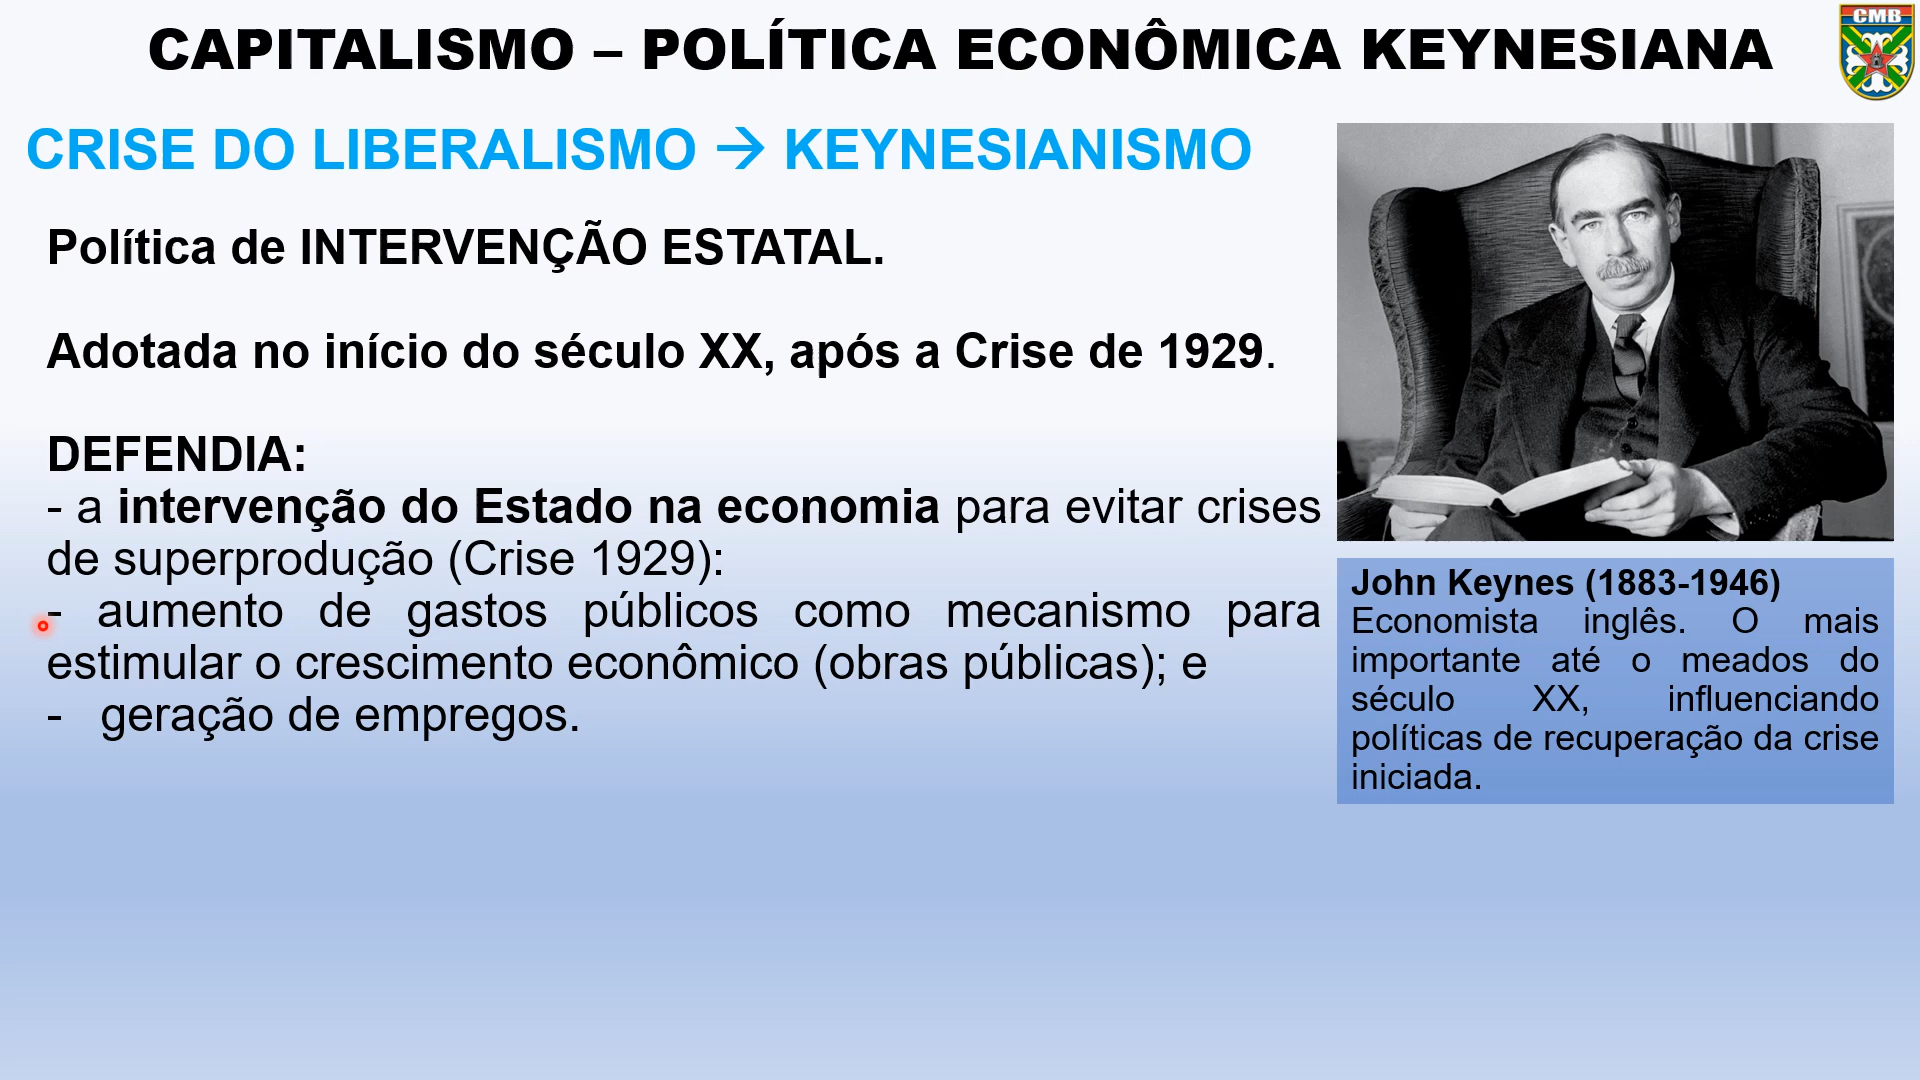 CAPITALISMO – POLÍTICA ECONÔMICA KEYNESIANA
CMB
CRISE DO LIBERALISMO → KEYNESIANISMO
Política de INTERVENÇÃO ESTATAL.
Adotada no início do século XX, após a Crise de 1929.
DEFENDIA:
- a intervenção do Estado na economia para evitar crises
de superprodução (Crise 1929):
- aumento de gastos públicos como mecanismo para
estimular o crescimento econômico (obras públicas); e
- geração de empregos.
John Keynes (1883-1946)
Economista inglês. O mais
importante até o meados do
século XX, influenciando
políticas de recuperação da crise
iniciada.